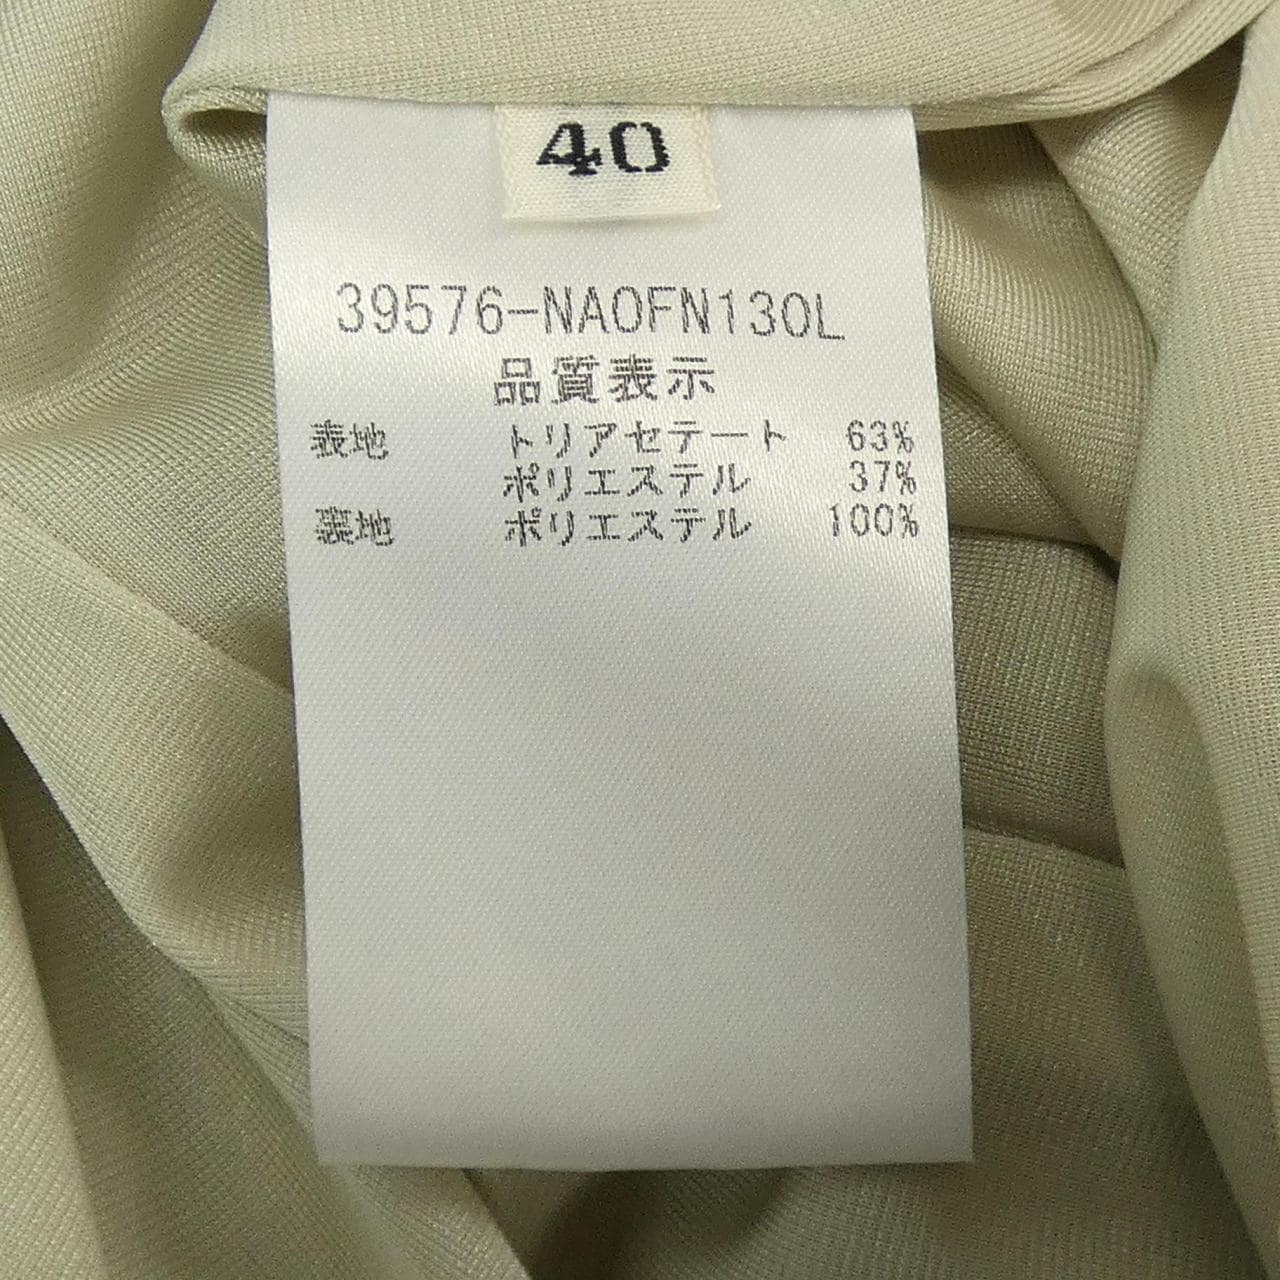 40
39576-NAOFN130L
品質表示
表地 トリアセテート 63%
ポリエステル 37%
裏地 ポリエステル 100%